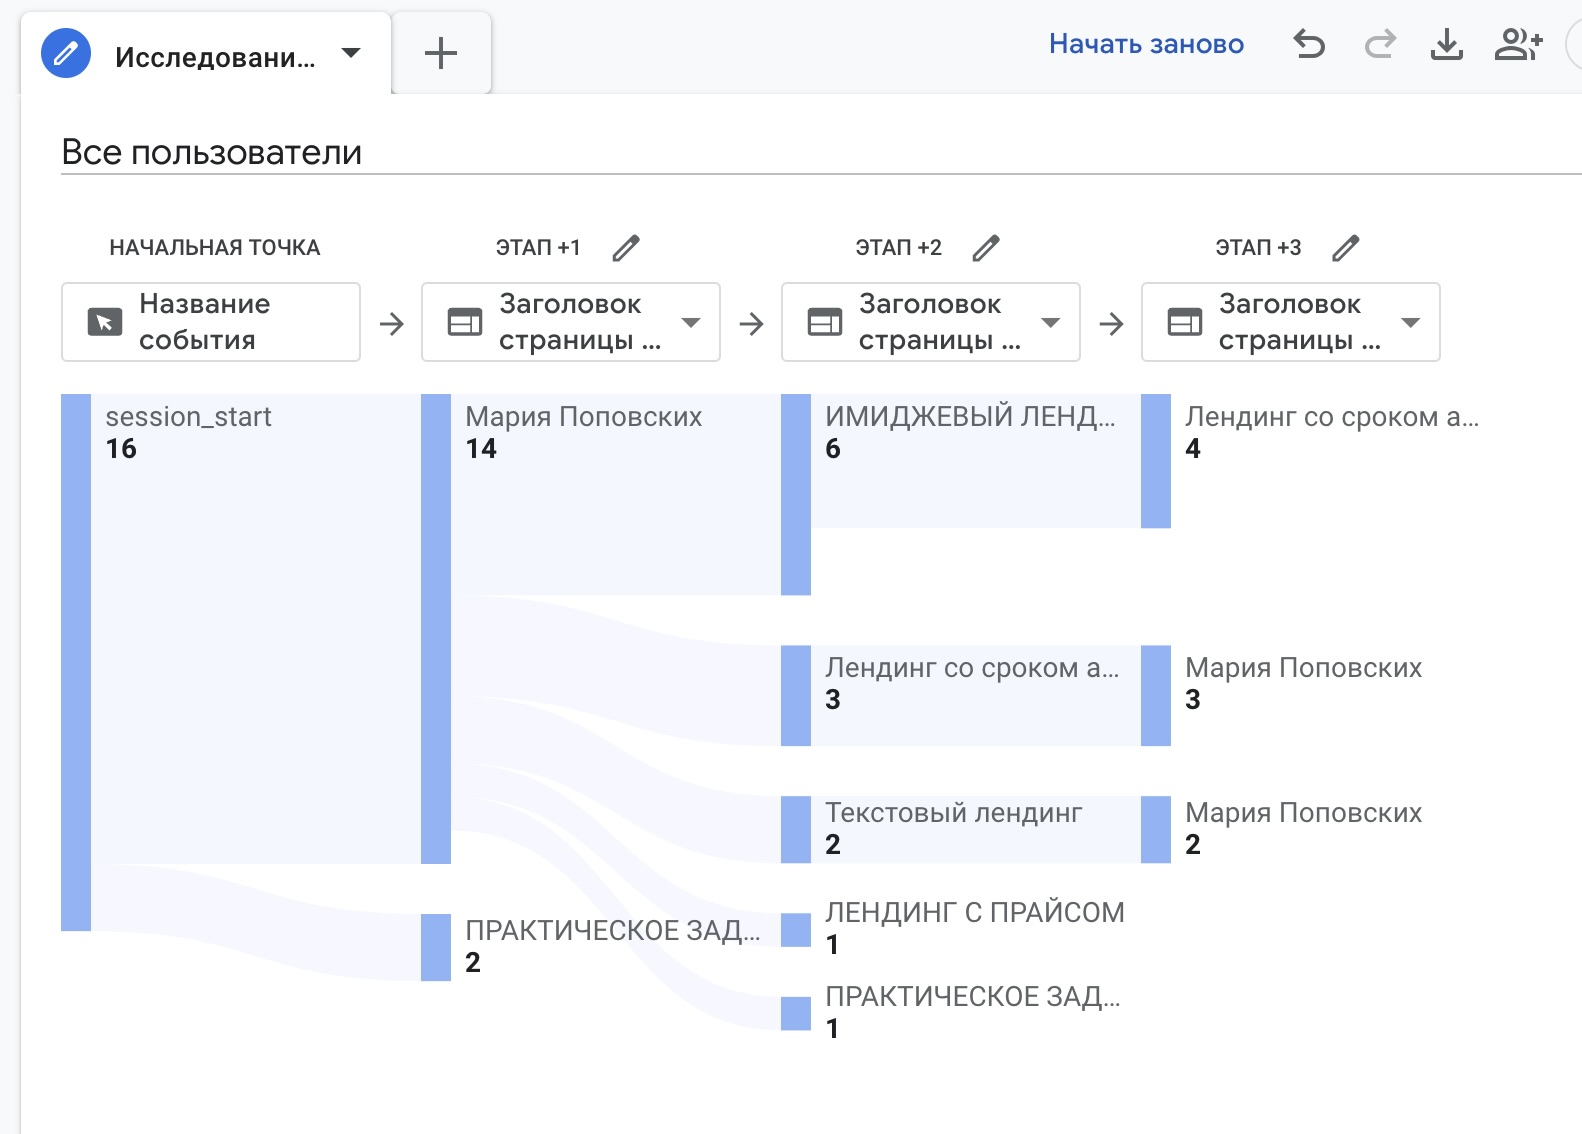 Исследовани...
Начать заново
Все пользователи
НАЧАЛЬНАЯ ТОЧКА
ЭТАП +1
ЭТАП +2
ЭТАП +3
Название
события
Заголовок
страницы ...
Заголовок
страницы ...
Заголовок
страницы ...
session_start
16
Мария Поповских
14
ИМИДЖЕВЫЙ ЛЕНД...
6
Лендинг со сроком а...
4
Лендинг со сроком а...
3
Мария Поповских
3
Текстовый лендинг
2
Мария Поповских
2
ПРАКТИЧЕСКОЕ ЗАД...
2
ЛЕНДИНГ С ПРАЙСОМ
1
ПРАКТИЧЕСКОЕ ЗАД...
1